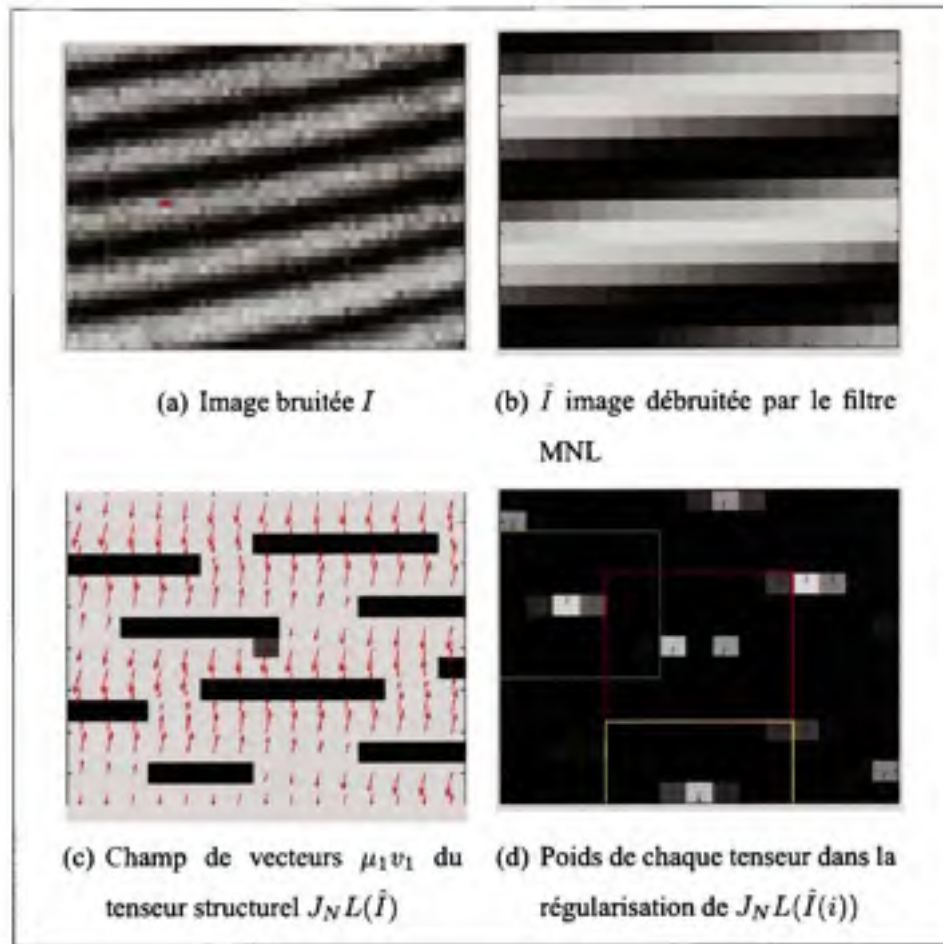 (a) Image bruitée I
(b) Î image débruitée par le filtre
MNL
(c) Champ de vecteurs μ₁v₁ du
tenseur structurel J_N L(Î)
(d) Poids de chaque tenseur dans la
régularisation de J_N L(Î(i))